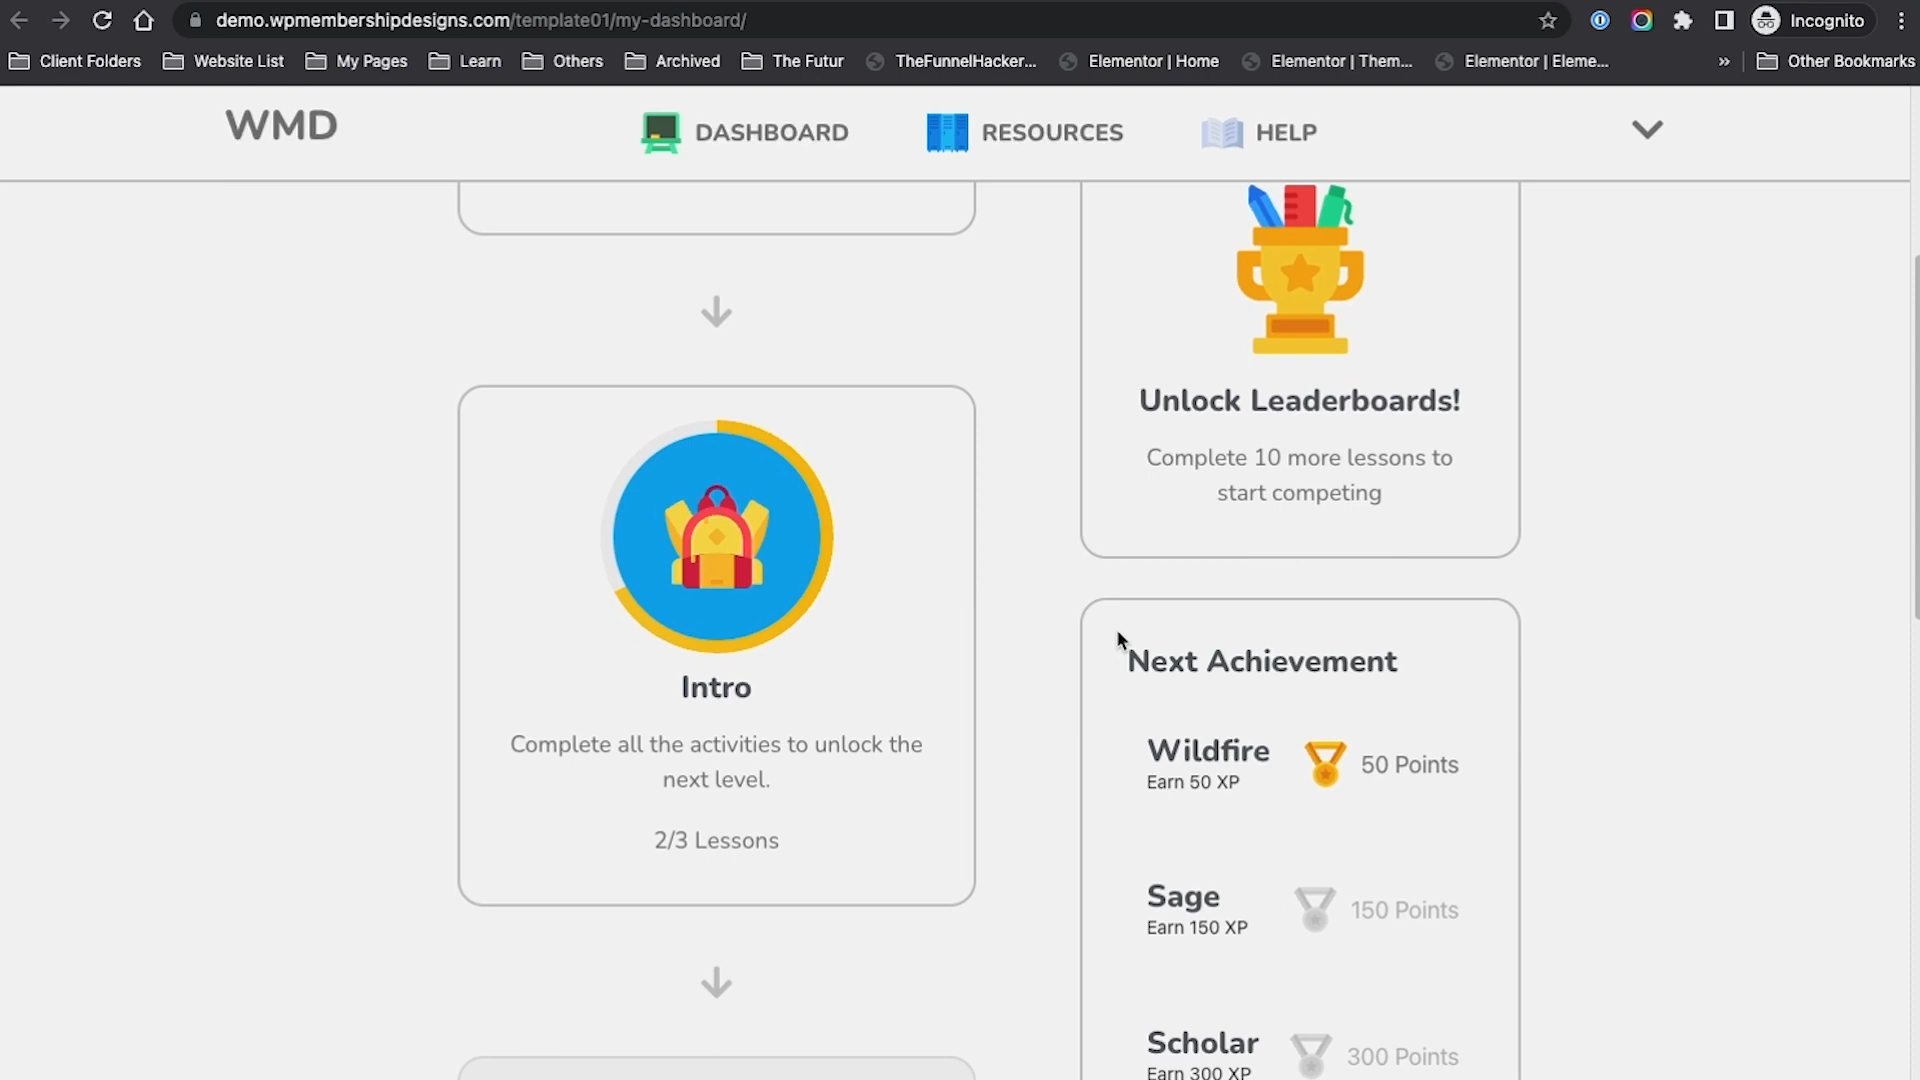 demo.wpmembershipdesigns.com/template01/my-dashboard/
Incognito
Client Folders
Website List
My Pages
Learn
Others
Archived
The Futur
TheFunnelHacker...
Elementor | Home
Elementor | Them...
Elementor | Eleme...
»
Other Bookmarks
WMD
DASHBOARD
RESOURCES
HELP
Unlock Leaderboards!
Complete 10 more lessons to
start competing
Intro
Complete all the activities to unlock the
next level.
2/3 Lessons
Next Achievement
Wildfire
Earn 50 XP
50 Points
Sage
Earn 150 XP
150 Points
Scholar
Earn 300 XP
300 Points